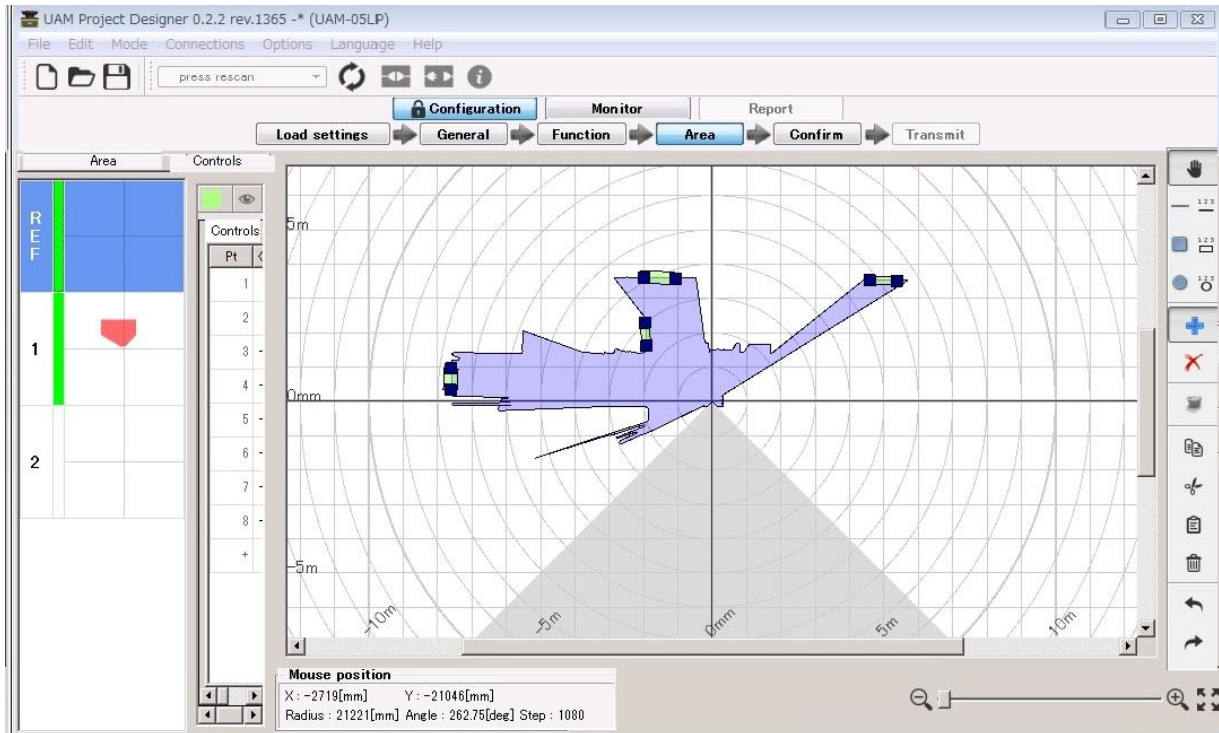 UAM Project Designer 0.2.2 rev.1365 -* (UAM-05LP)
File Edit Mode Connections Options Language Help
press rescan
Configuration Monitor Report
Load settings General Function Area Confirm Transmit
Area Controls
REF
1
2
Controls
Pt
1
2
3 -
4 -
5 -
6 -
7 -
8 -
+
5m
0mm
-5m
-10m -5m 0mm 5m 10m
123
123
123
Mouse position
X : -2719[mm] Y : -21046[mm]
Radius : 21221[mm] Angle : 262.75[deg] Step : 1080